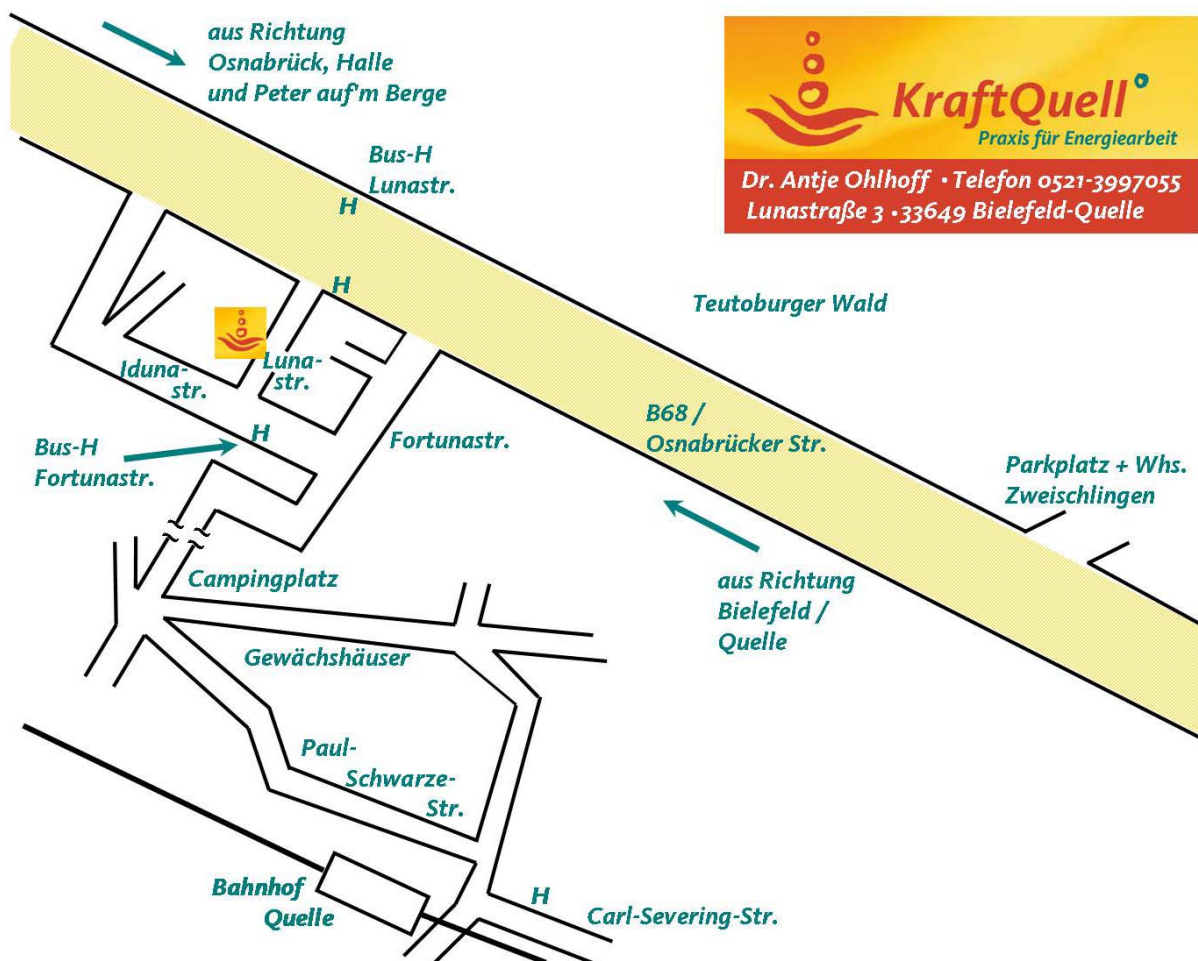 aus Richtung
Osnabrück, Halle
und Peter auf'm Berge
KraftQuell°
Praxis für Energiearbeit
Dr. Antje Ohlhoff • Telefon 0521-3997055
Lunastraße 3 • 33649 Bielefeld-Quelle
Bus-H
Lunastr.
H
H
Teutoburger Wald
Iduna-
str.
Luna-
str.
H
Bus-H
Fortunastr.
Fortunastr.
B68 /
Osnabrücker Str.
Parkplatz + Whs.
Zweischlingen
aus Richtung
Bielefeld /
Quelle
Campingplatz
Gewächshäuser
Paul-
Schwarze-
Str.
Bahnhof
Quelle
H
Carl-Severing-Str.